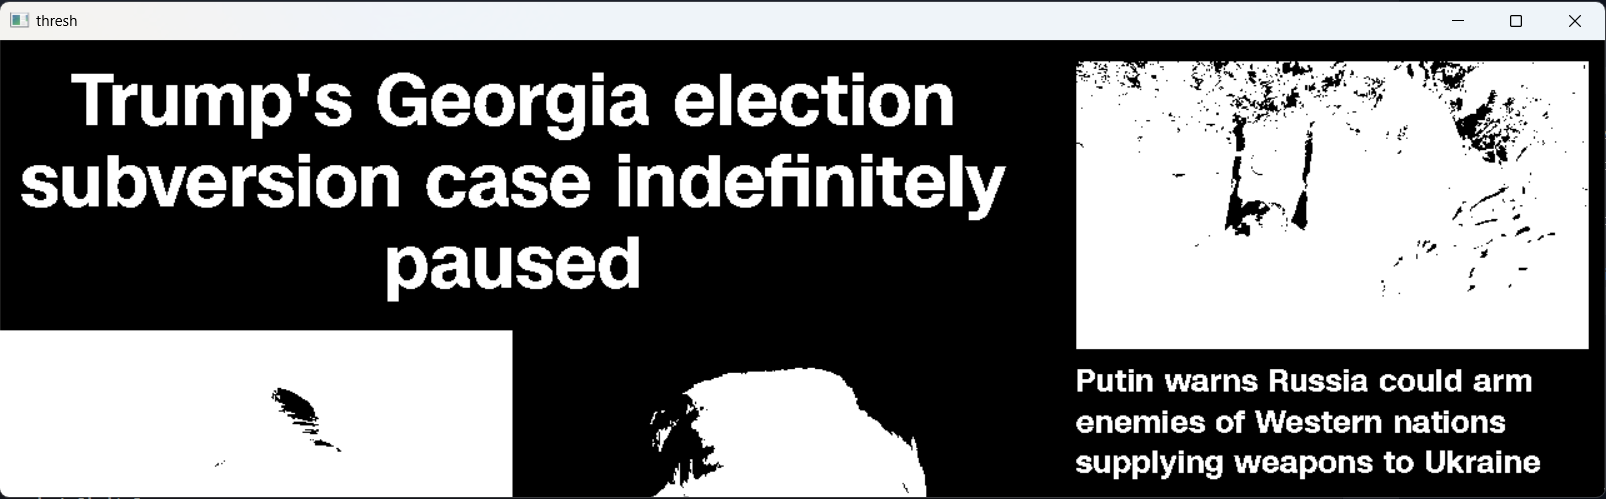 thresh
Trump's Georgia election
subversion case indefinitely
paused
Putin warns Russia could arm
enemies of Western nations
supplying weapons to Ukraine